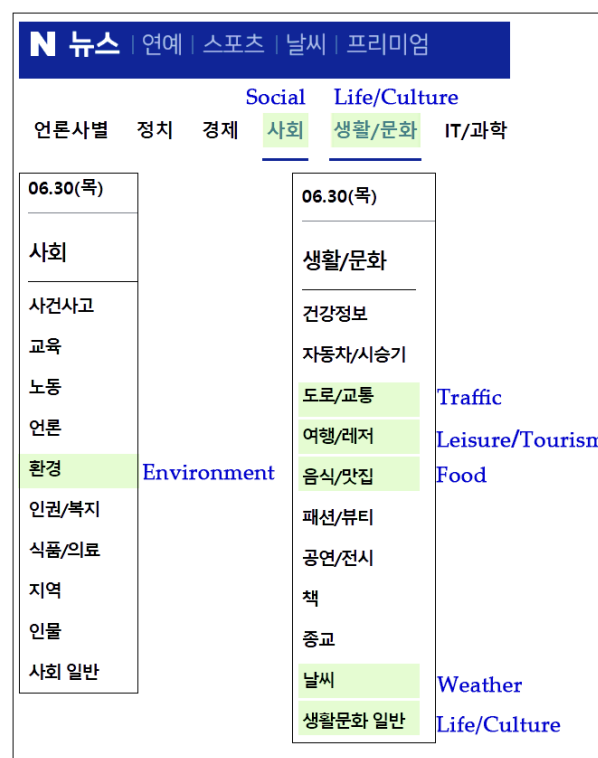 N 뉴스 | 연예 | 스포츠 | 날씨 | 프리미엄
Social Life/Culture
언론사별 정치 경제 사회 생활/문화 IT/과학
06.30(목)
사회
사건사고
교육
노동
언론
환경 Environment
인권/복지
식품/의료
지역
인물
사회 일반
06.30(목)
생활/문화
건강정보
자동차/시승기
도로/교통 Traffic
여행/레저 Leisure/Tourism
음식/맛집 Food
패션/뷰티
공연/전시
책
종교
날씨 Weather
생활문화 일반 Life/Culture